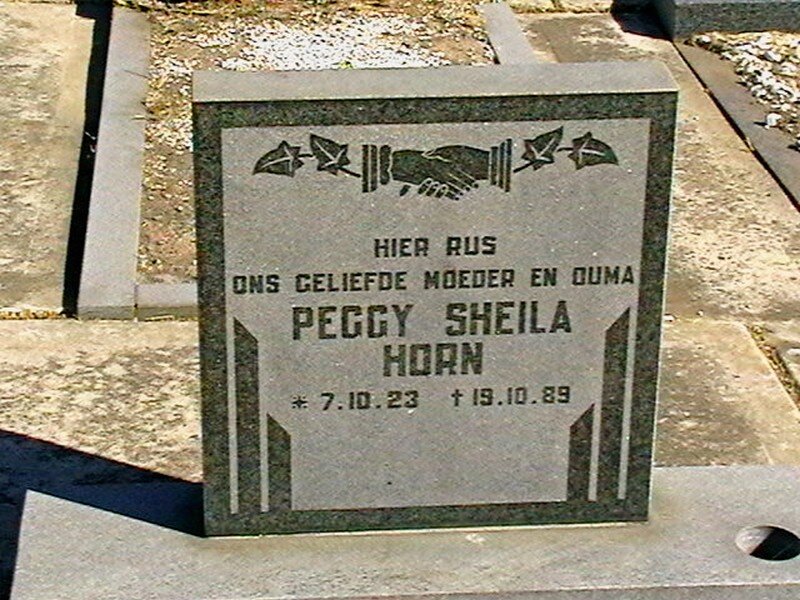 HIER RUS
ONS GELIEFDE MOEDER EN OUMA
PEGGY SHEILA
HORN
* 7.10.23 †19.10.89